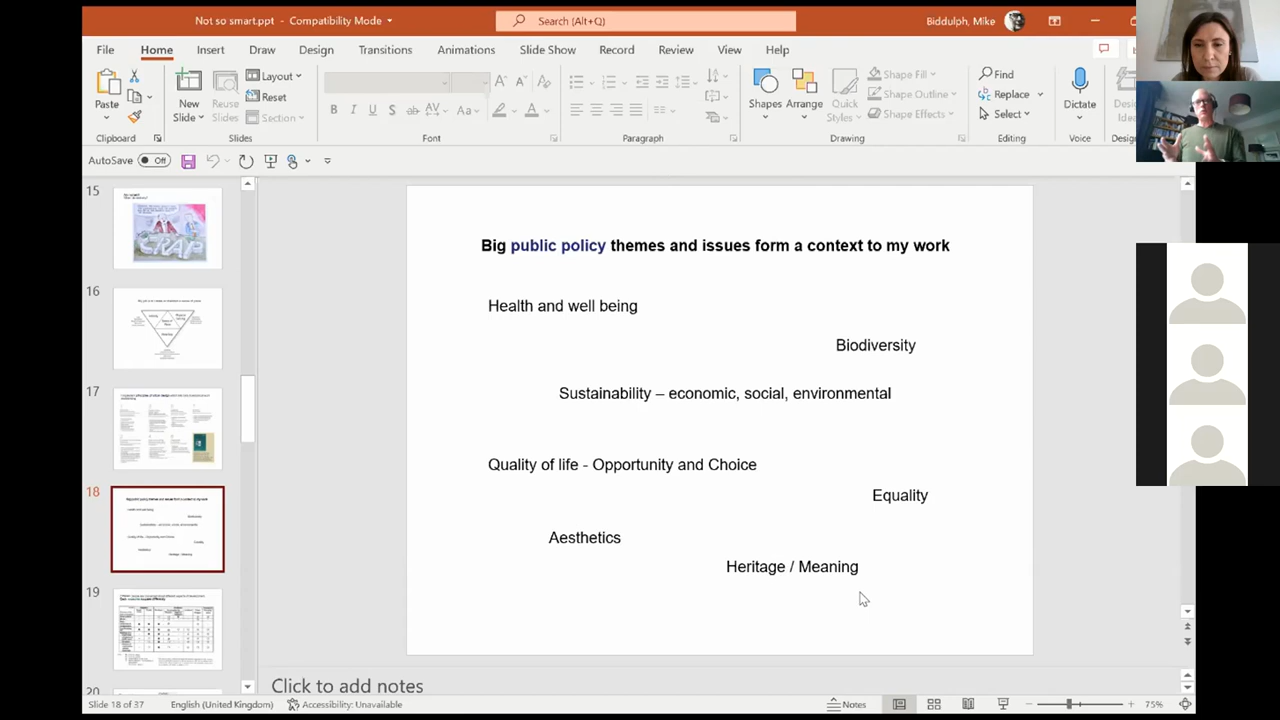 Not so smart.ppt - Compatibility Mode
Search (Alt+Q)
Biddulph, Mike
File Home Insert Draw Design Transitions Animations Slide Show Record Review View Help
Paste
Clipboard
New Slide
Reuse Slides
Layout
Reset
Section
Slides
B I U S ab AV Aa A
Font
Paragraph
Shapes
Arrange
Quick Styles
Shape Fill
Shape Outline
Shape Effects
Drawing
Find
Replace
Select
Editing
Dictate
Voice
Design
AutoSave Off
15
CRAP
16
17
18
19
20
Big public policy themes and issues form a context to my work
Health and well being
Biodiversity
Sustainability – economic, social, environmental
Quality of life - Opportunity and Choice
Equality
Aesthetics
Heritage / Meaning
Click to add notes
Slide 18 of 37 English (United Kingdom) Accessibility: Unavailable Notes 75%